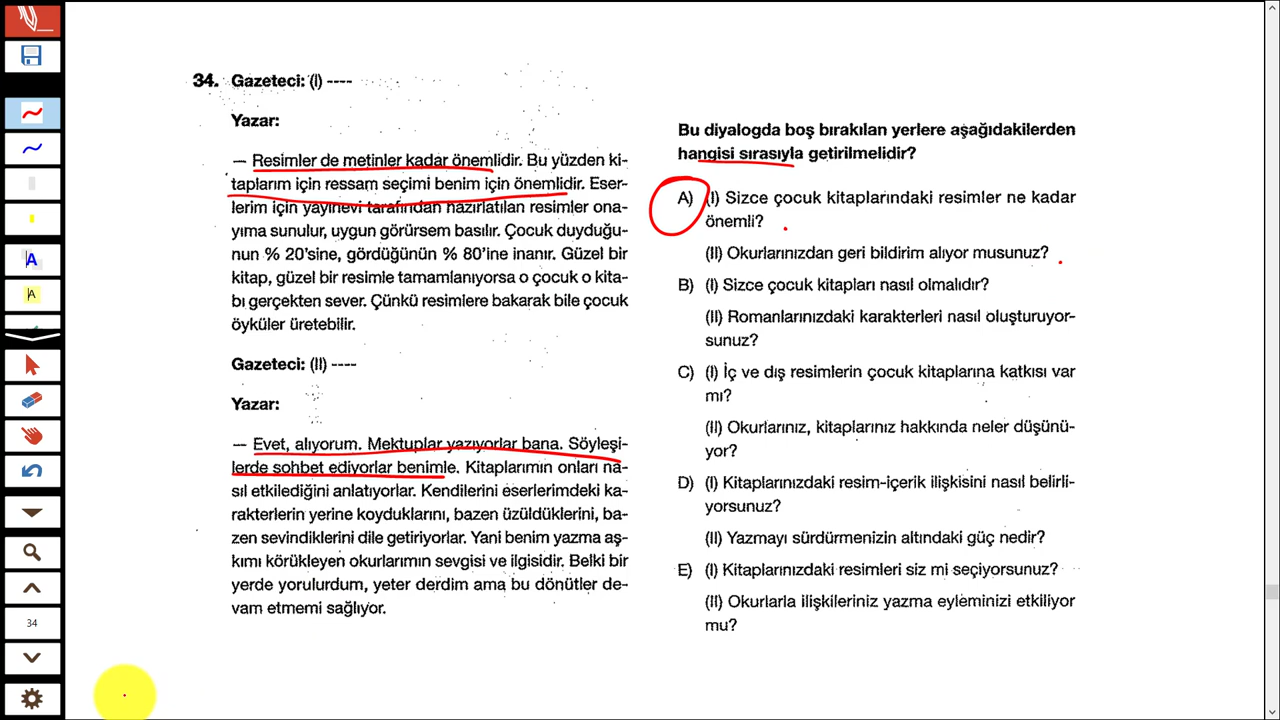 34. Gazeteci: (I) ----
Yazar:
— Resimler de metinler kadar önemlidir. Bu yüzden ki-
taplarım için ressam seçimi benim için önemlidir. Eser-
lerim için yayınevi tarafından hazırlatılan resimler ona-
yıma sunulur, uygun görürsem basılır. Çocuk duyduğu-
nun % 20'sine, gördüğünün % 80'ine inanır. Güzel bir
kitap, güzel bir resimle tamamlanıyorsa o çocuk o kita-
bı gerçekten sever. Çünkü resimlere bakarak bile çocuk
öyküler üretebilir.
Gazeteci: (II) ----
Yazar:
— Evet, alıyorum. Mektuplar yazıyorlar bana. Söyleşi-
lerde sohbet ediyorlar benimle. Kitaplarımın onları na-
sıl etkilediğini anlatıyorlar. Kendilerini eserlerimdeki ka-
rakterlerin yerine koyduklarını, bazen üzüldüklerini, ba-
zen sevindiklerini dile getiriyorlar. Yani benim yazma aş-
kımı körükleyen okurlarımın sevgisi ve ilgisidir. Belki bir
yerde yorulurdum, yeter derdim ama bu dönütler de-
vam etmemi sağlıyor.
Bu diyalogda boş bırakılan yerlere aşağıdakilerden
hangisi sırasıyla getirilmelidir?
A) (I) Sizce çocuk kitaplarındaki resimler ne kadar
önemli?
(II) Okurlarınızdan geri bildirim alıyor musunuz?
B) (I) Sizce çocuk kitapları nasıl olmalıdır?
(II) Romanlarınızdaki karakterleri nasıl oluşturuyor-
sunuz?
C) (I) İç ve dış resimlerin çocuk kitaplarına katkısı var
mı?
(II) Okurlarınız, kitaplarınız hakkında neler düşünü-
yor?
D) (I) Kitaplarınızdaki resim-içerik ilişkisini nasıl belirli-
yorsunuz?
(II) Yazmayı sürdürmenizin altındaki güç nedir?
E) (I) Kitaplarınızdaki resimleri siz mi seçiyorsunuz?
(II) Okurlarla ilişkileriniz yazma eyleminizi etkiliyor
mu?
A
A
34